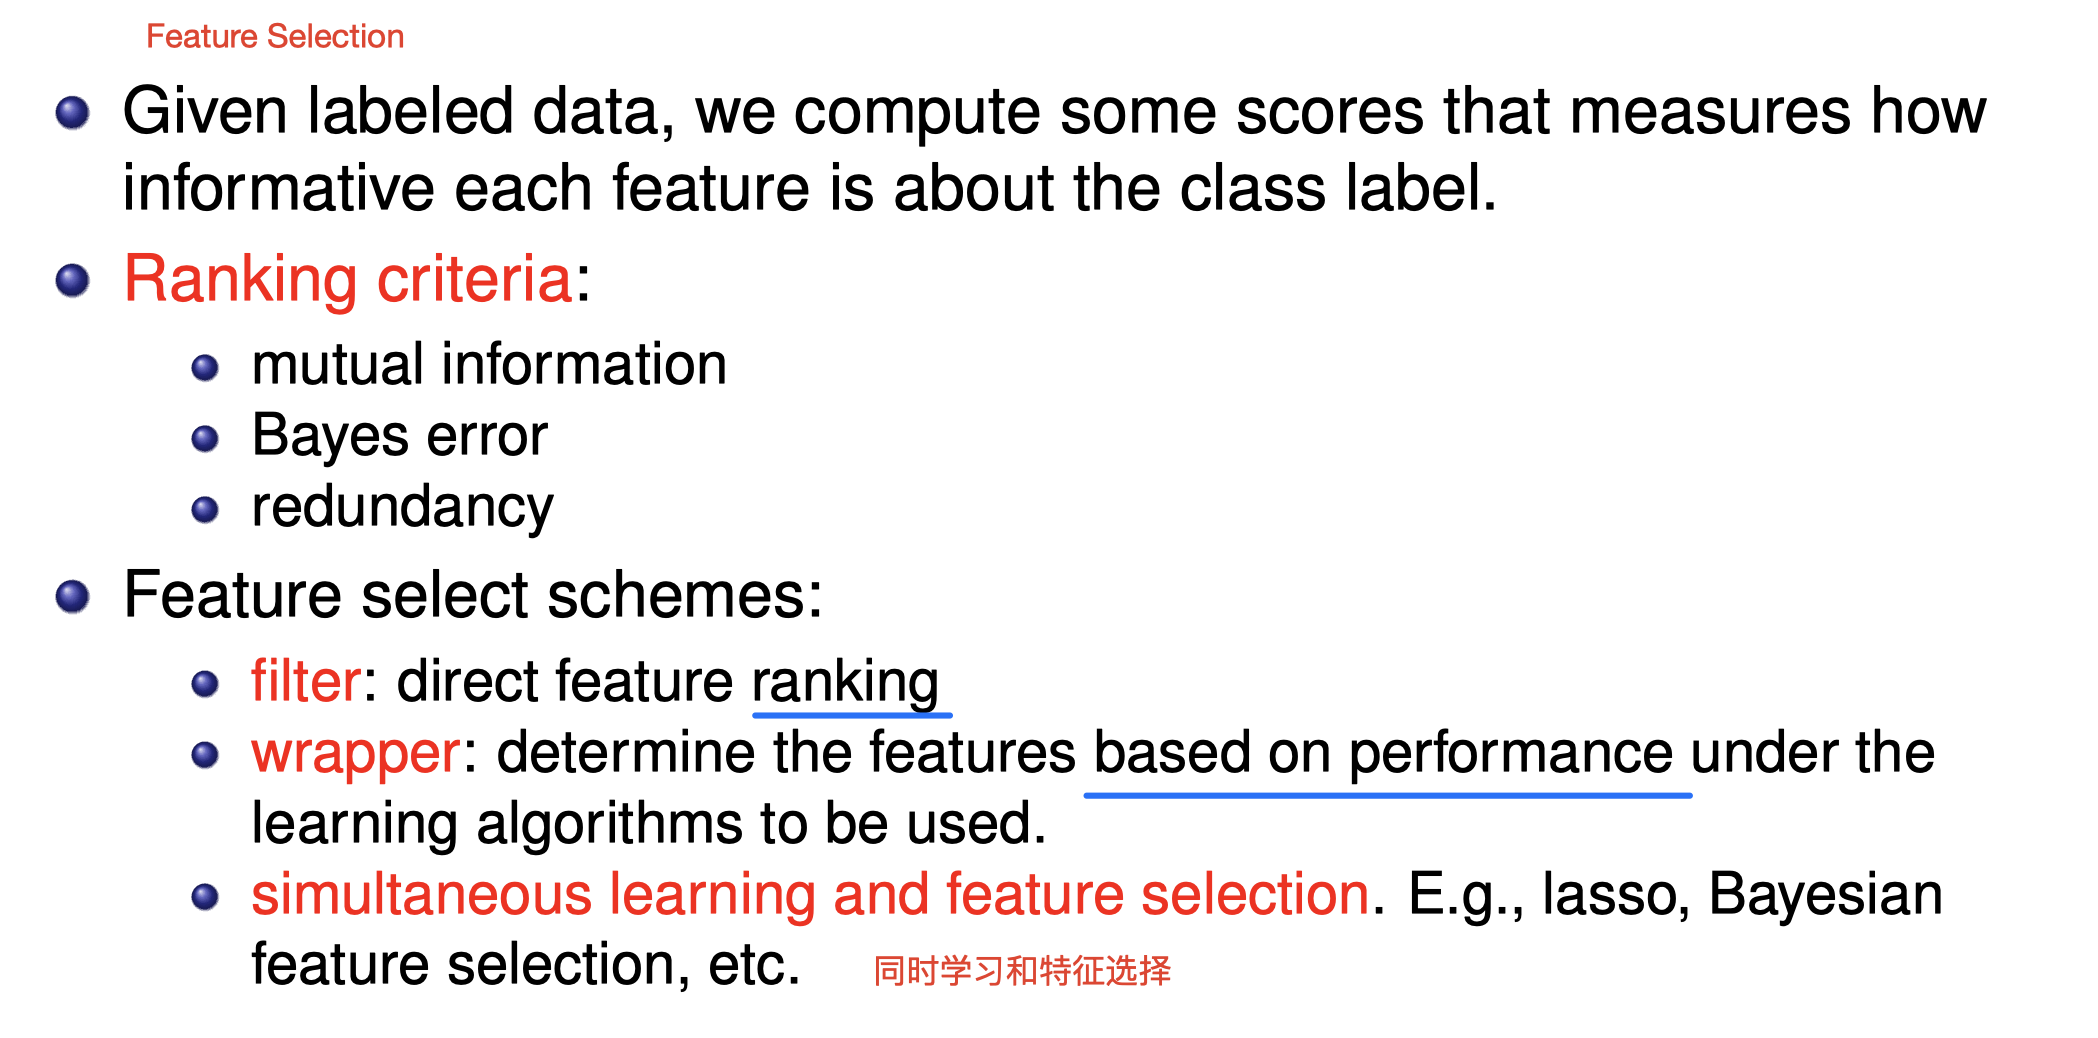 Feature Selection
Given labeled data, we compute some scores that measures how
informative each feature is about the class label.
Ranking criteria:
mutual information
Bayes error
redundancy
Feature select schemes:
filter: direct feature ranking
wrapper: determine the features based on performance under the
learning algorithms to be used.
simultaneous learning and feature selection. E.g., lasso, Bayesian
feature selection, etc. 同时学习和特征选择